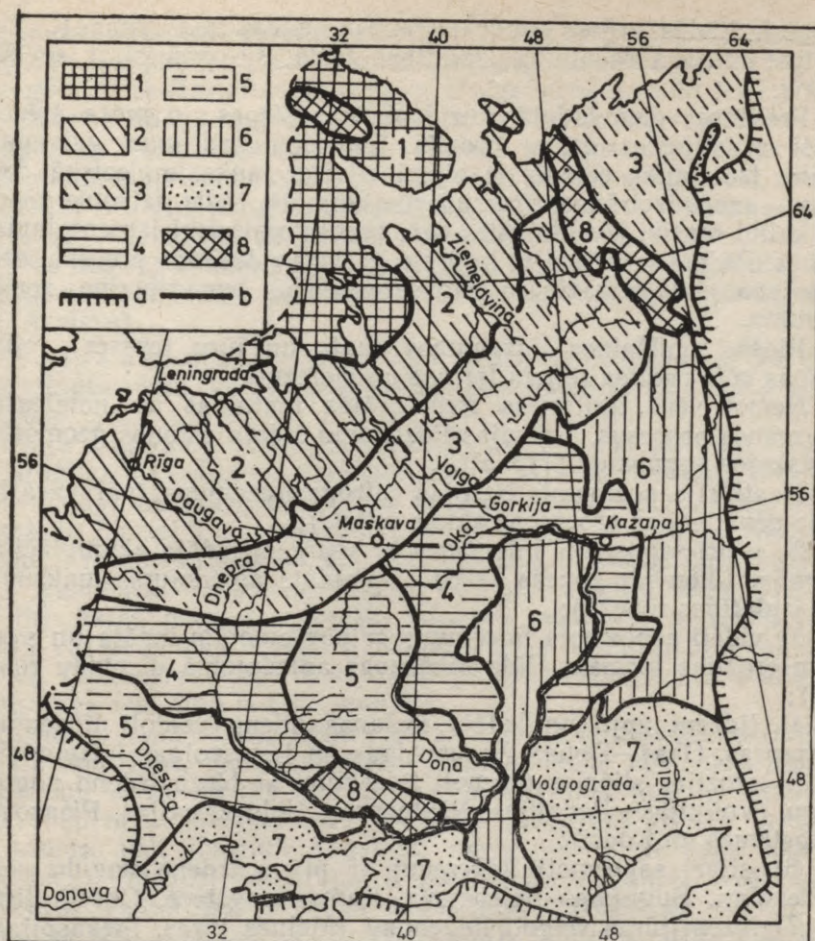 32 40 48 56 64
1 5
2 6
3 7
4 8
a b
1
3
64
8
Ziemeļdvina
2
Leningrada
56
Rīga
2
3
6
Daugava
Volga
56
Maskava
Oka
Gorkija
Kazaņa
Dņepra
4
6
4
5
5
48
Dņestra
Dona
7
8
Volgograda
Urāla
48
7
7
Donava
32 40 48